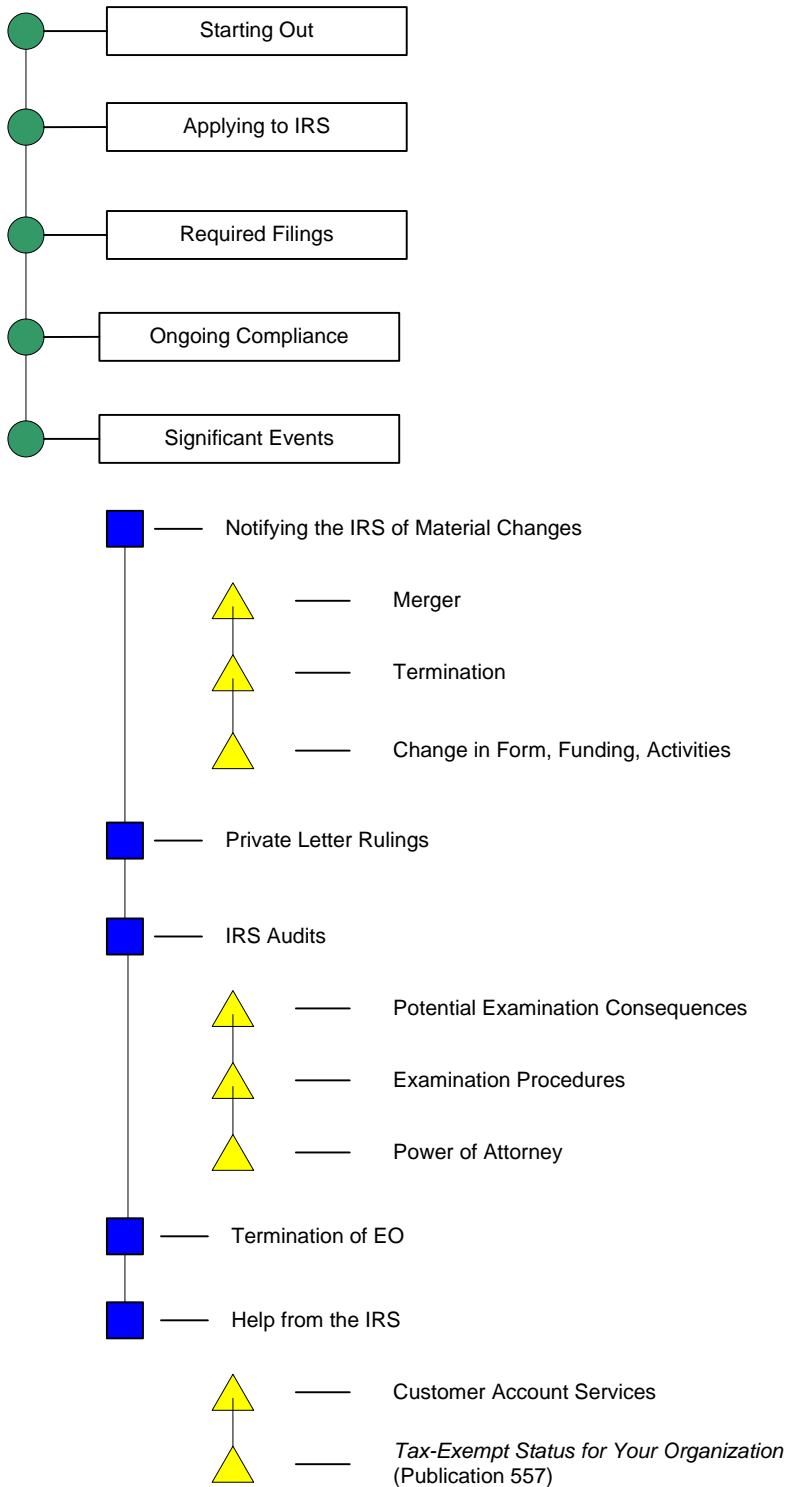 Starting Out
Applying to IRS
Required Filings
Ongoing Compliance
Significant Events
Notifying the IRS of Material Changes
Merger
Termination
Change in Form, Funding, Activities
Private Letter Rulings
IRS Audits
Potential Examination Consequences
Examination Procedures
Power of Attorney
Termination of EO
Help from the IRS
Customer Account Services
Tax-Exempt Status for Your Organization
(Publication 557)